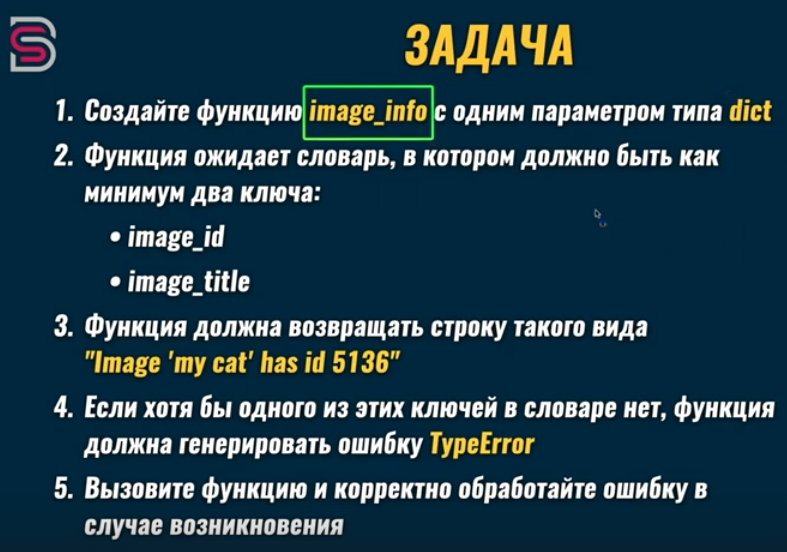 ЗАДАЧА
1. Создайте функцию image_info с одним параметром типа dict
2. Функция ожидает словарь, в котором должно быть как
минимум два ключа:
• image_id
• image_title
3. Функция должна возвращать строку такого вида
"Image 'my cat' has id 5136"
4. Если хотя бы одного из этих ключей в словаре нет, функция
должна генерировать ошибку TypeError
5. Вызовите функцию и корректно обработайте ошибку в
случае возникновения